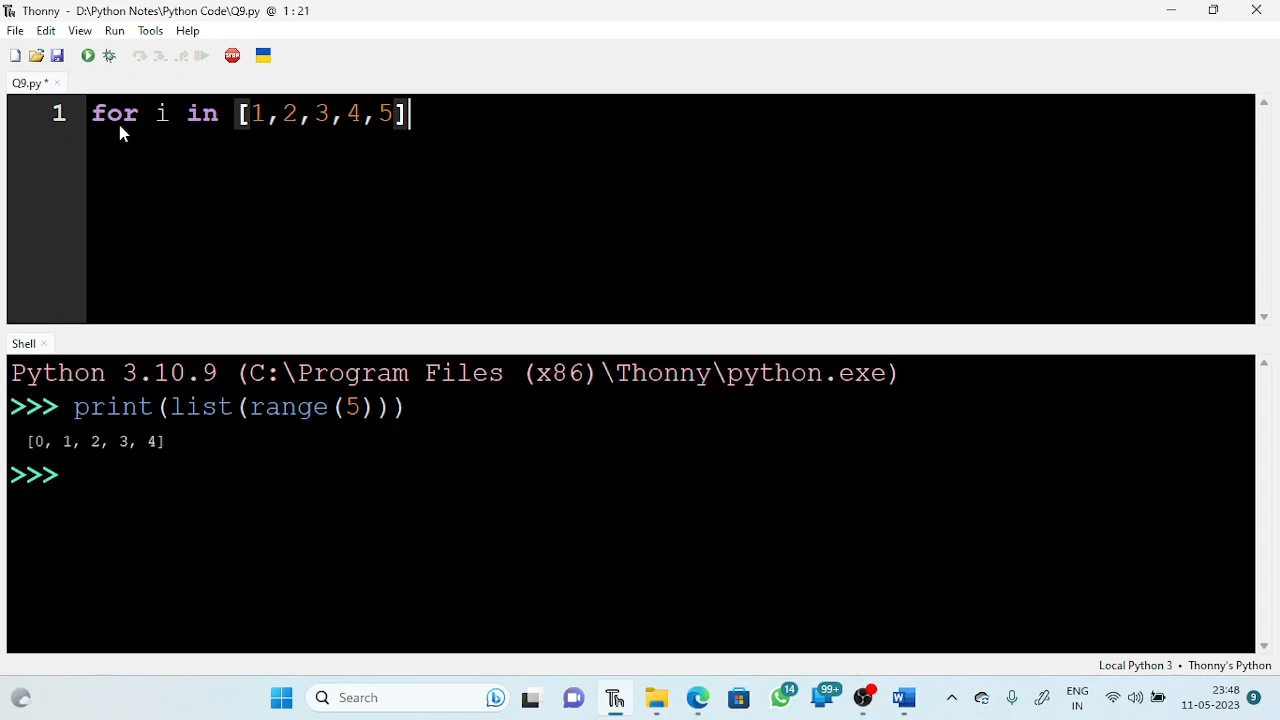 Thonny - D:\Python Notes\Python Code\Q9.py @ 1:21
File Edit View Run Tools Help
STOP
Q9.py *
1 for i in [1,2,3,4,5]
Shell
Python 3.10.9 (C:\Program Files (x86)\Thonny\python.exe)
>>> print(list(range(5)))
[0, 1, 2, 3, 4]
>>>
Local Python 3 • Thonny's Python
Search
Th
14
99+
W
ENG
IN
23:48
11-05-2023
9